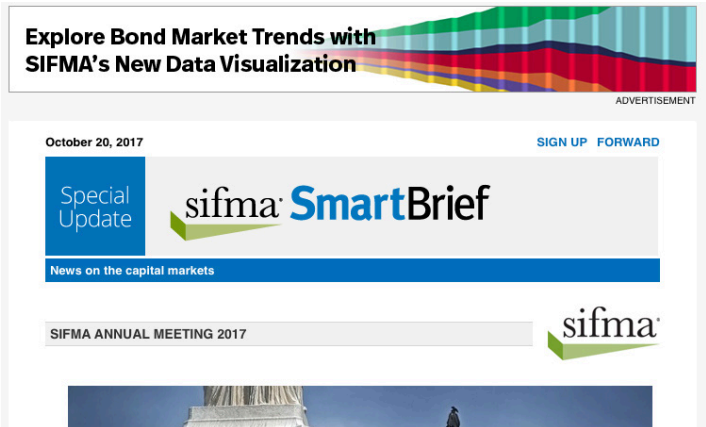 Explore Bond Market Trends with
SIFMA's New Data Visualization
ADVERTISEMENT
October 20, 2017
SIGN UP FORWARD
Special
Update
sifma SmartBrief
News on the capital markets
SIFMA ANNUAL MEETING 2017
sifma